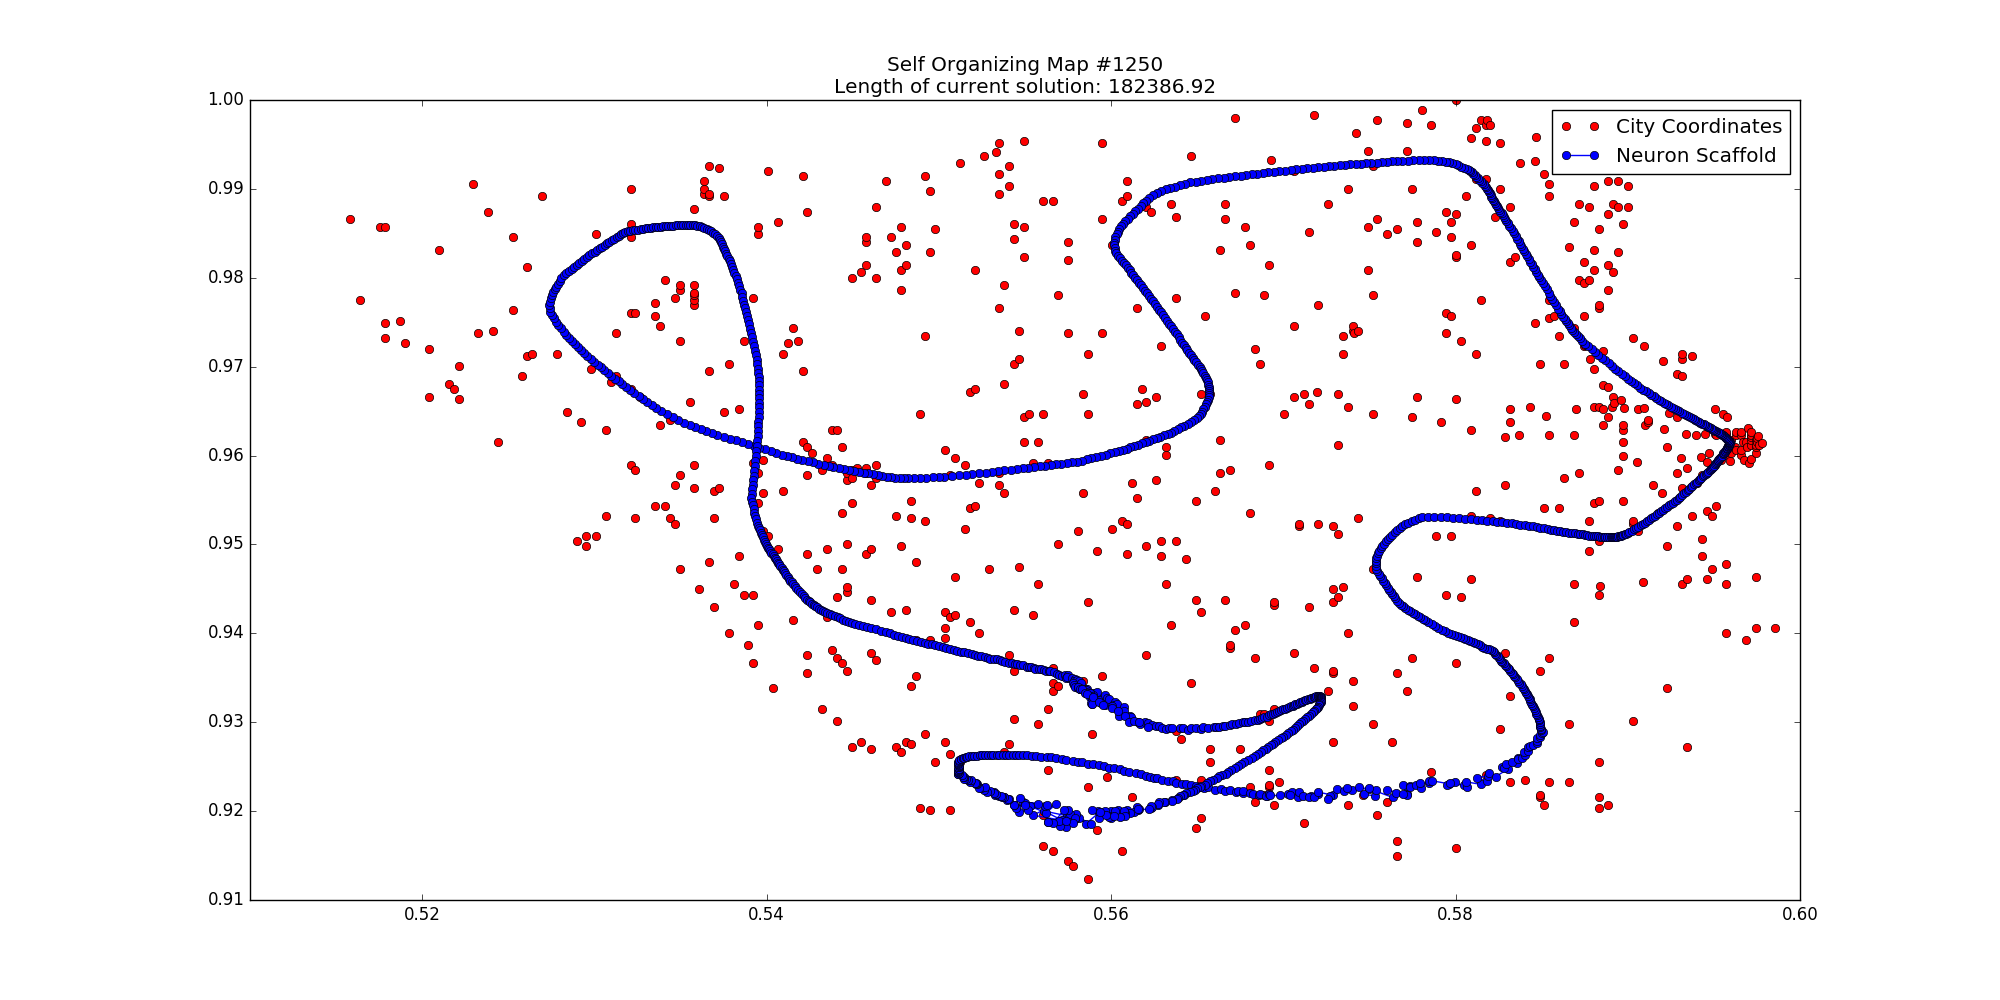 Self Organizing Map #1250
Length of current solution: 182386.92
City Coordinates
Neuron Scaffold
1.00
0.99
0.98
0.97
0.96
0.95
0.94
0.93
0.92
0.91
0.52 0.54 0.56 0.58 0.60